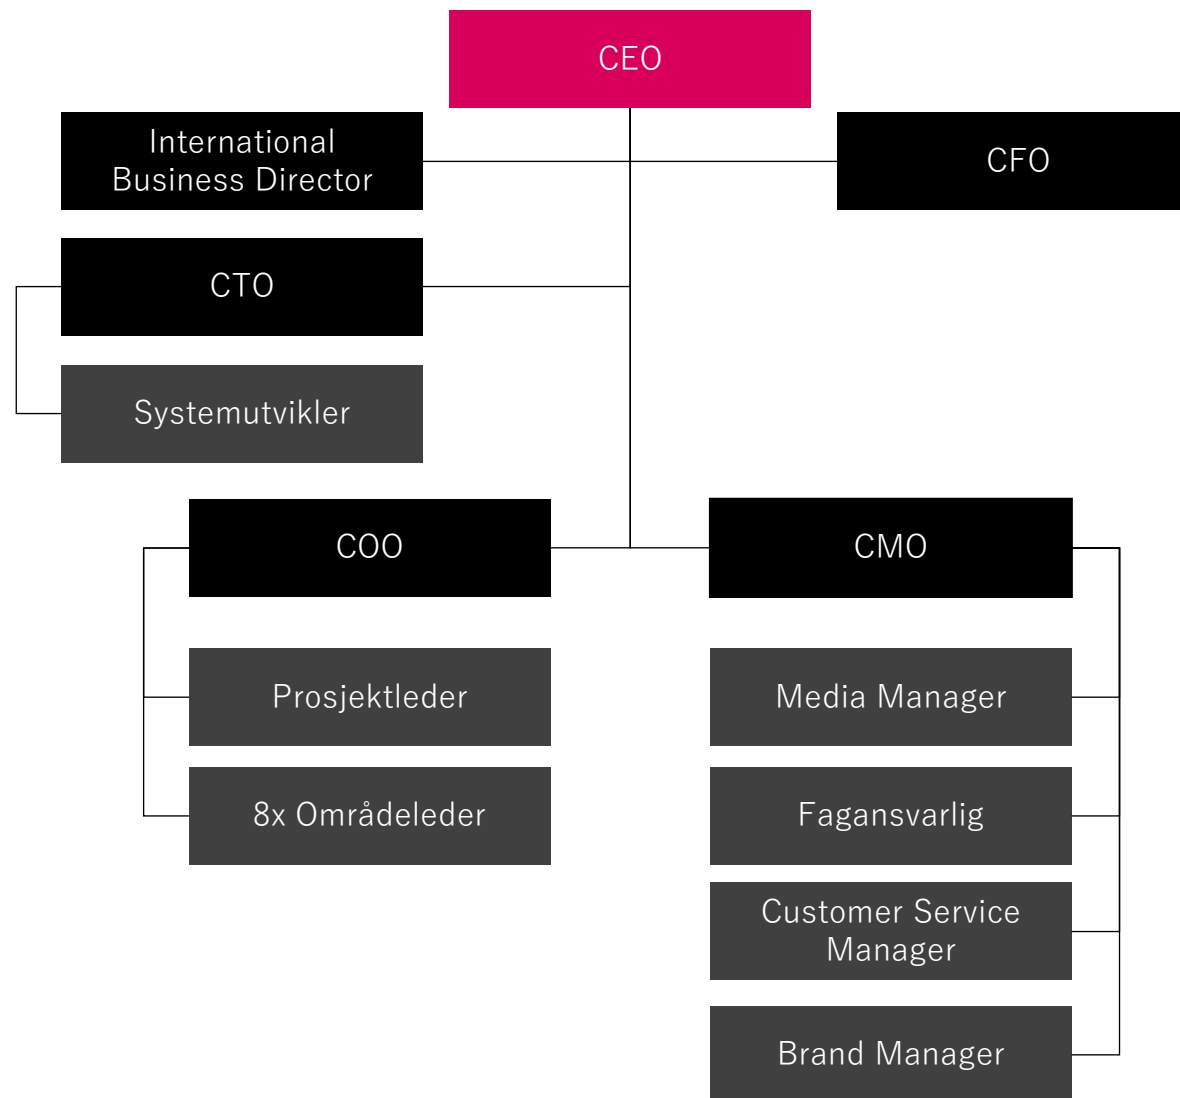 CEO
International
Business Director
CFO
CTO
Systemutvikler
COO
CMO
Prosjektleder
Media Manager
8x Områdeleder
Fagansvarlig
Customer Service
Manager
Brand Manager